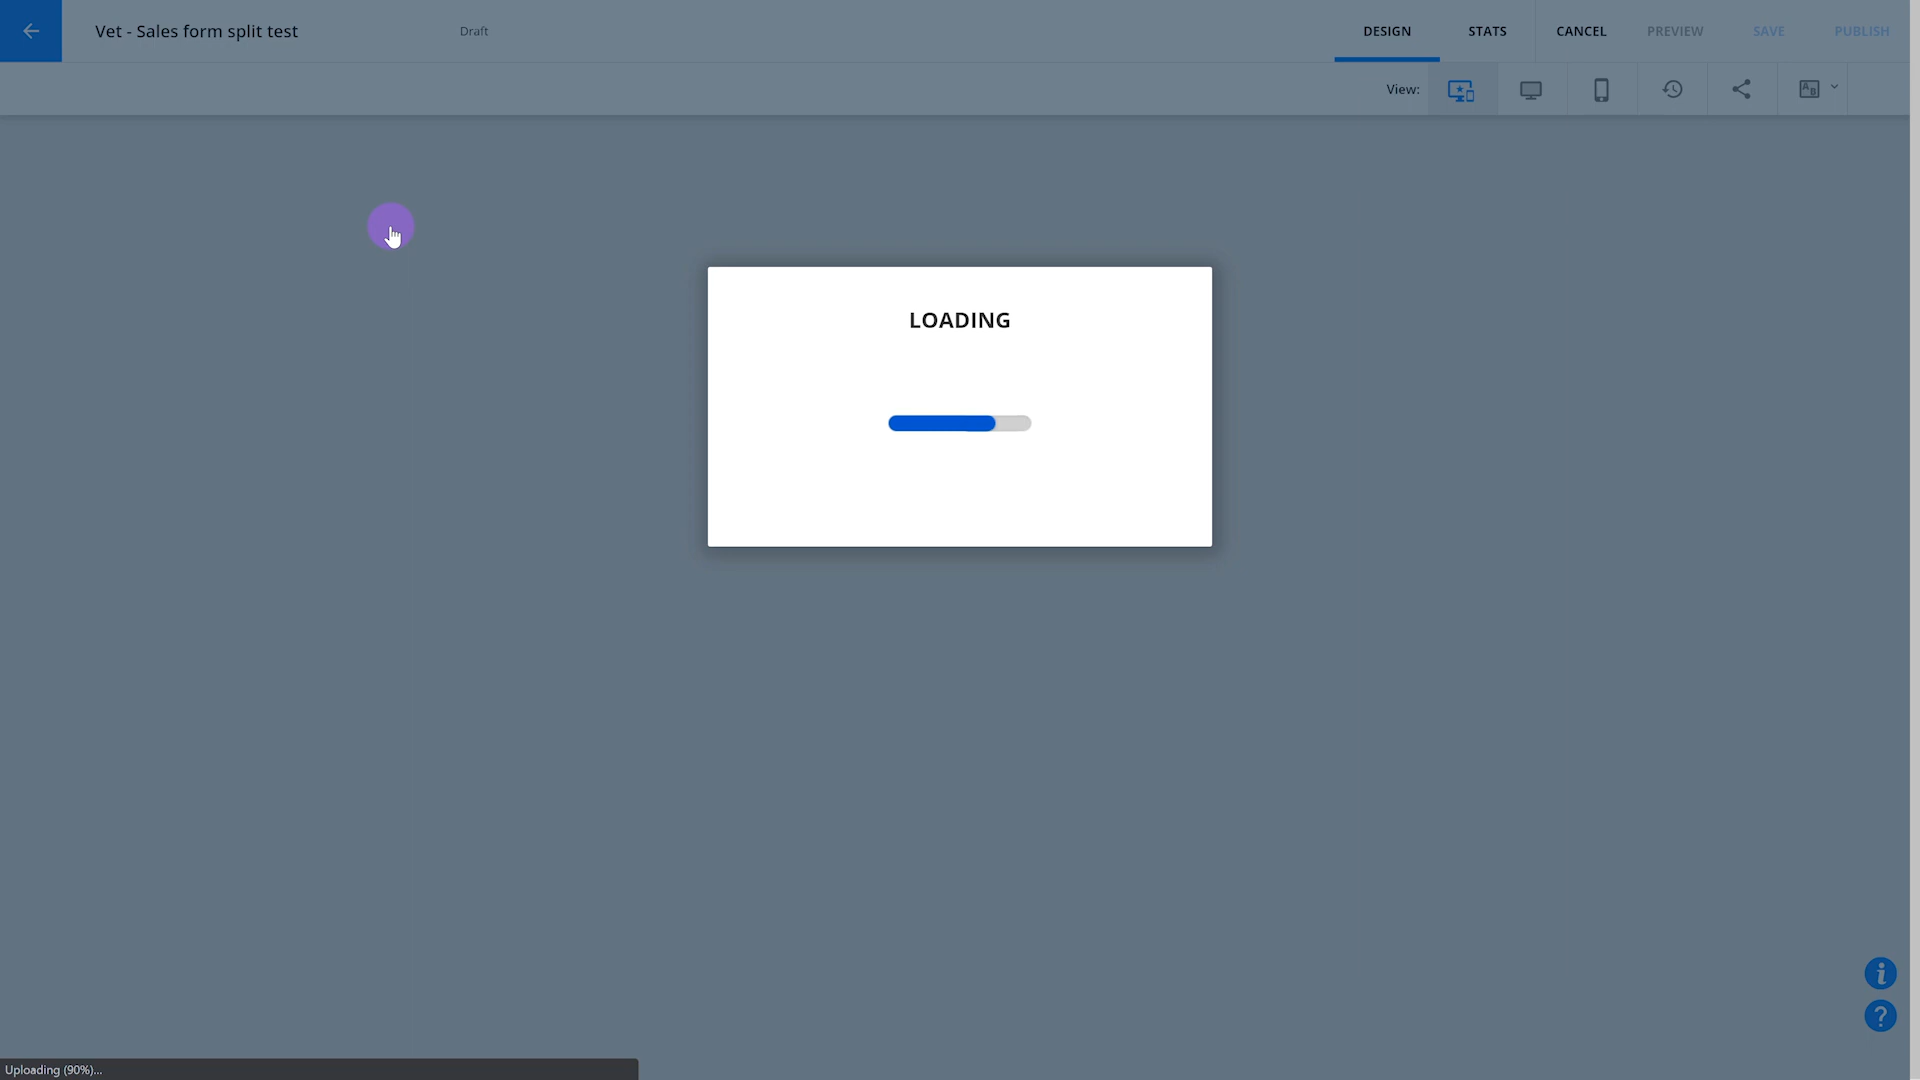 Vet - Sales form split test
Draft
DESIGN
STATS
CANCEL
PREVIEW
SAVE
PUBLISH
View:
A B
LOADING
i
?
Uploading (90%)...